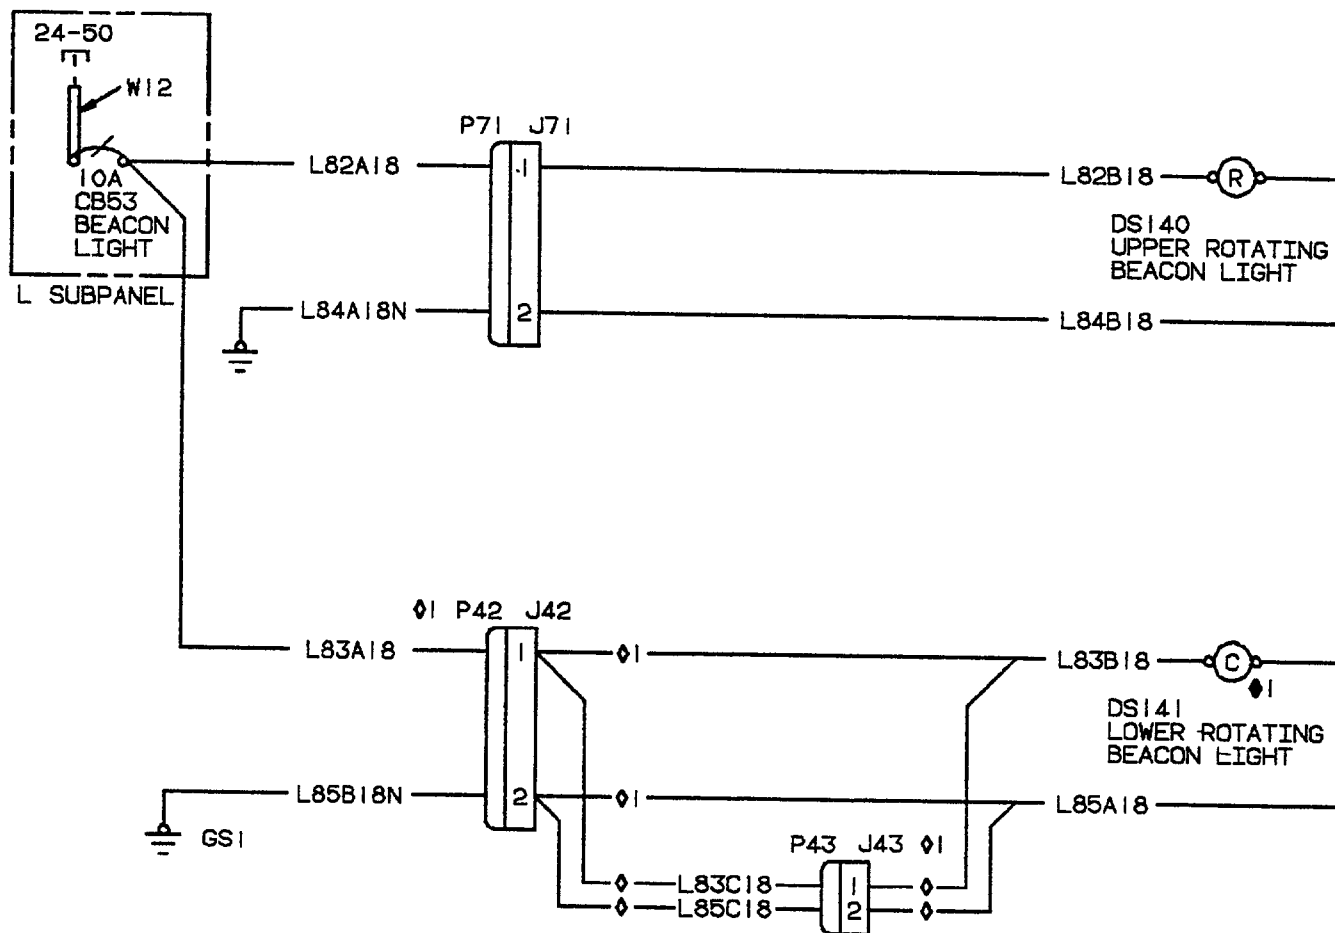 24-50
W12
10A
CB53
BEACON
LIGHT
L SUBPANEL
P71 J71
L82A18
1
L82B18
R
DS140
UPPER ROTATING
BEACON LIGHT
L84A18N
2
L84B18
◊1 P42 J42
L83A18
1
◊1
L83B18
C
♦1
DS141
LOWER ROTATING
BEACON LIGHT
L85B18N
2
◊1
L85A18
GS1
P43 J43 ◊1
◊ L83C18 1 ◊
◊ L85C18 2 ◊